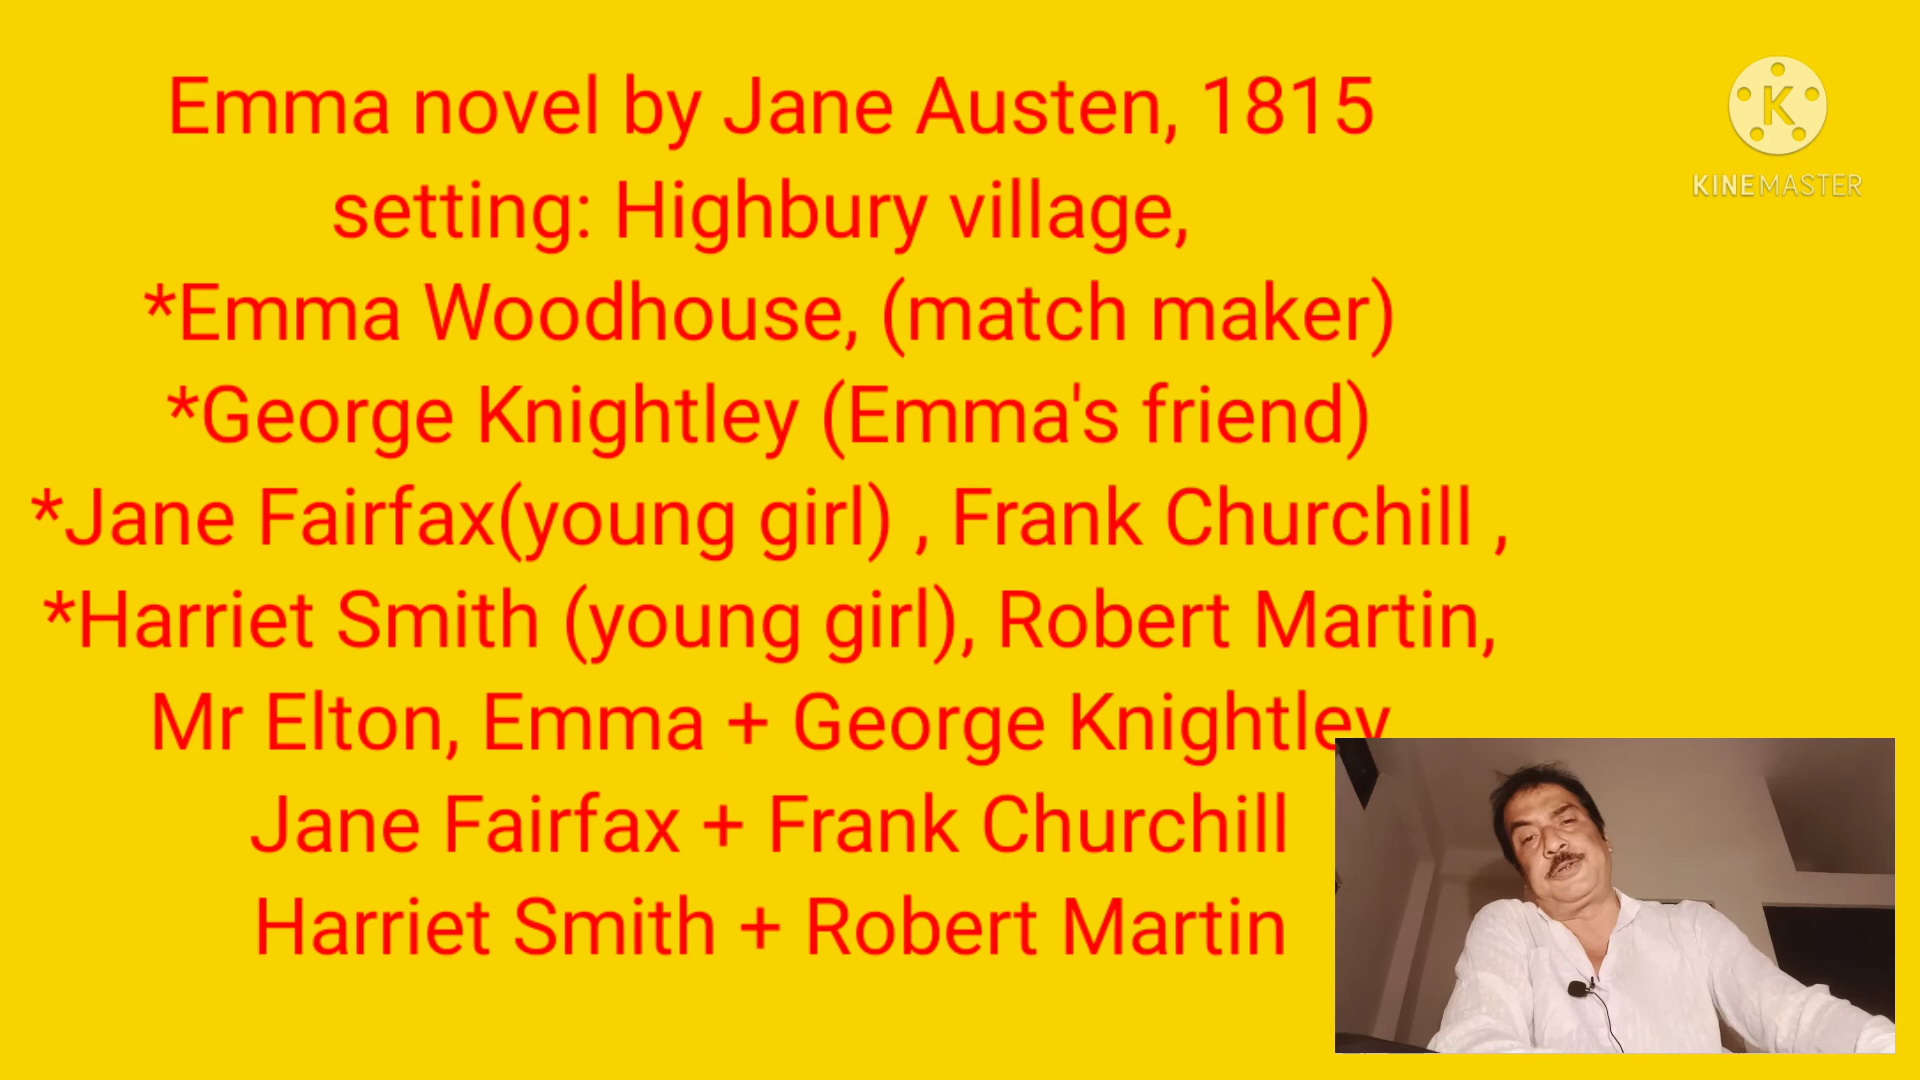 Emma novel by Jane Austen, 1815
setting: Highbury village,
*Emma Woodhouse, (match maker)
*George Knightley (Emma's friend)
*Jane Fairfax(young girl) , Frank Churchill ,
*Harriet Smith (young girl), Robert Martin,
Mr Elton, Emma + George Knightley
Jane Fairfax + Frank Churchill
Harriet Smith + Robert Martin
K
KINEMASTER